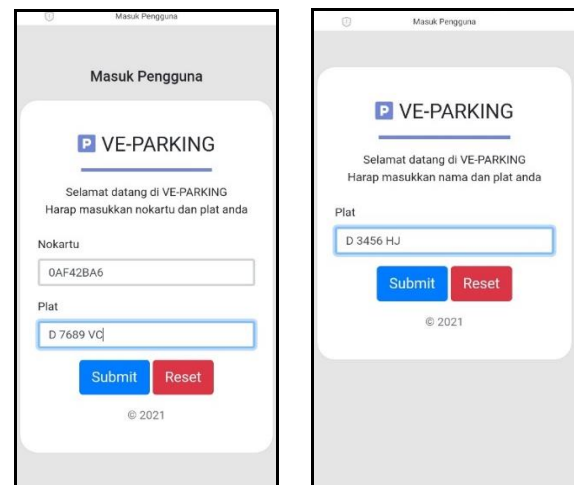 Masuk Pengguna
Masuk Pengguna
P VE-PARKING
Selamat datang di VE-PARKING
Harap masukkan nokartu dan plat anda
Nokartu
0AF42BA6
Plat
D 7689 VC
Submit Reset
© 2021
Masuk Pengguna
P VE-PARKING
Selamat datang di VE-PARKING
Harap masukkan nama dan plat anda
Plat
D 3456 HJ
Submit Reset
© 2021